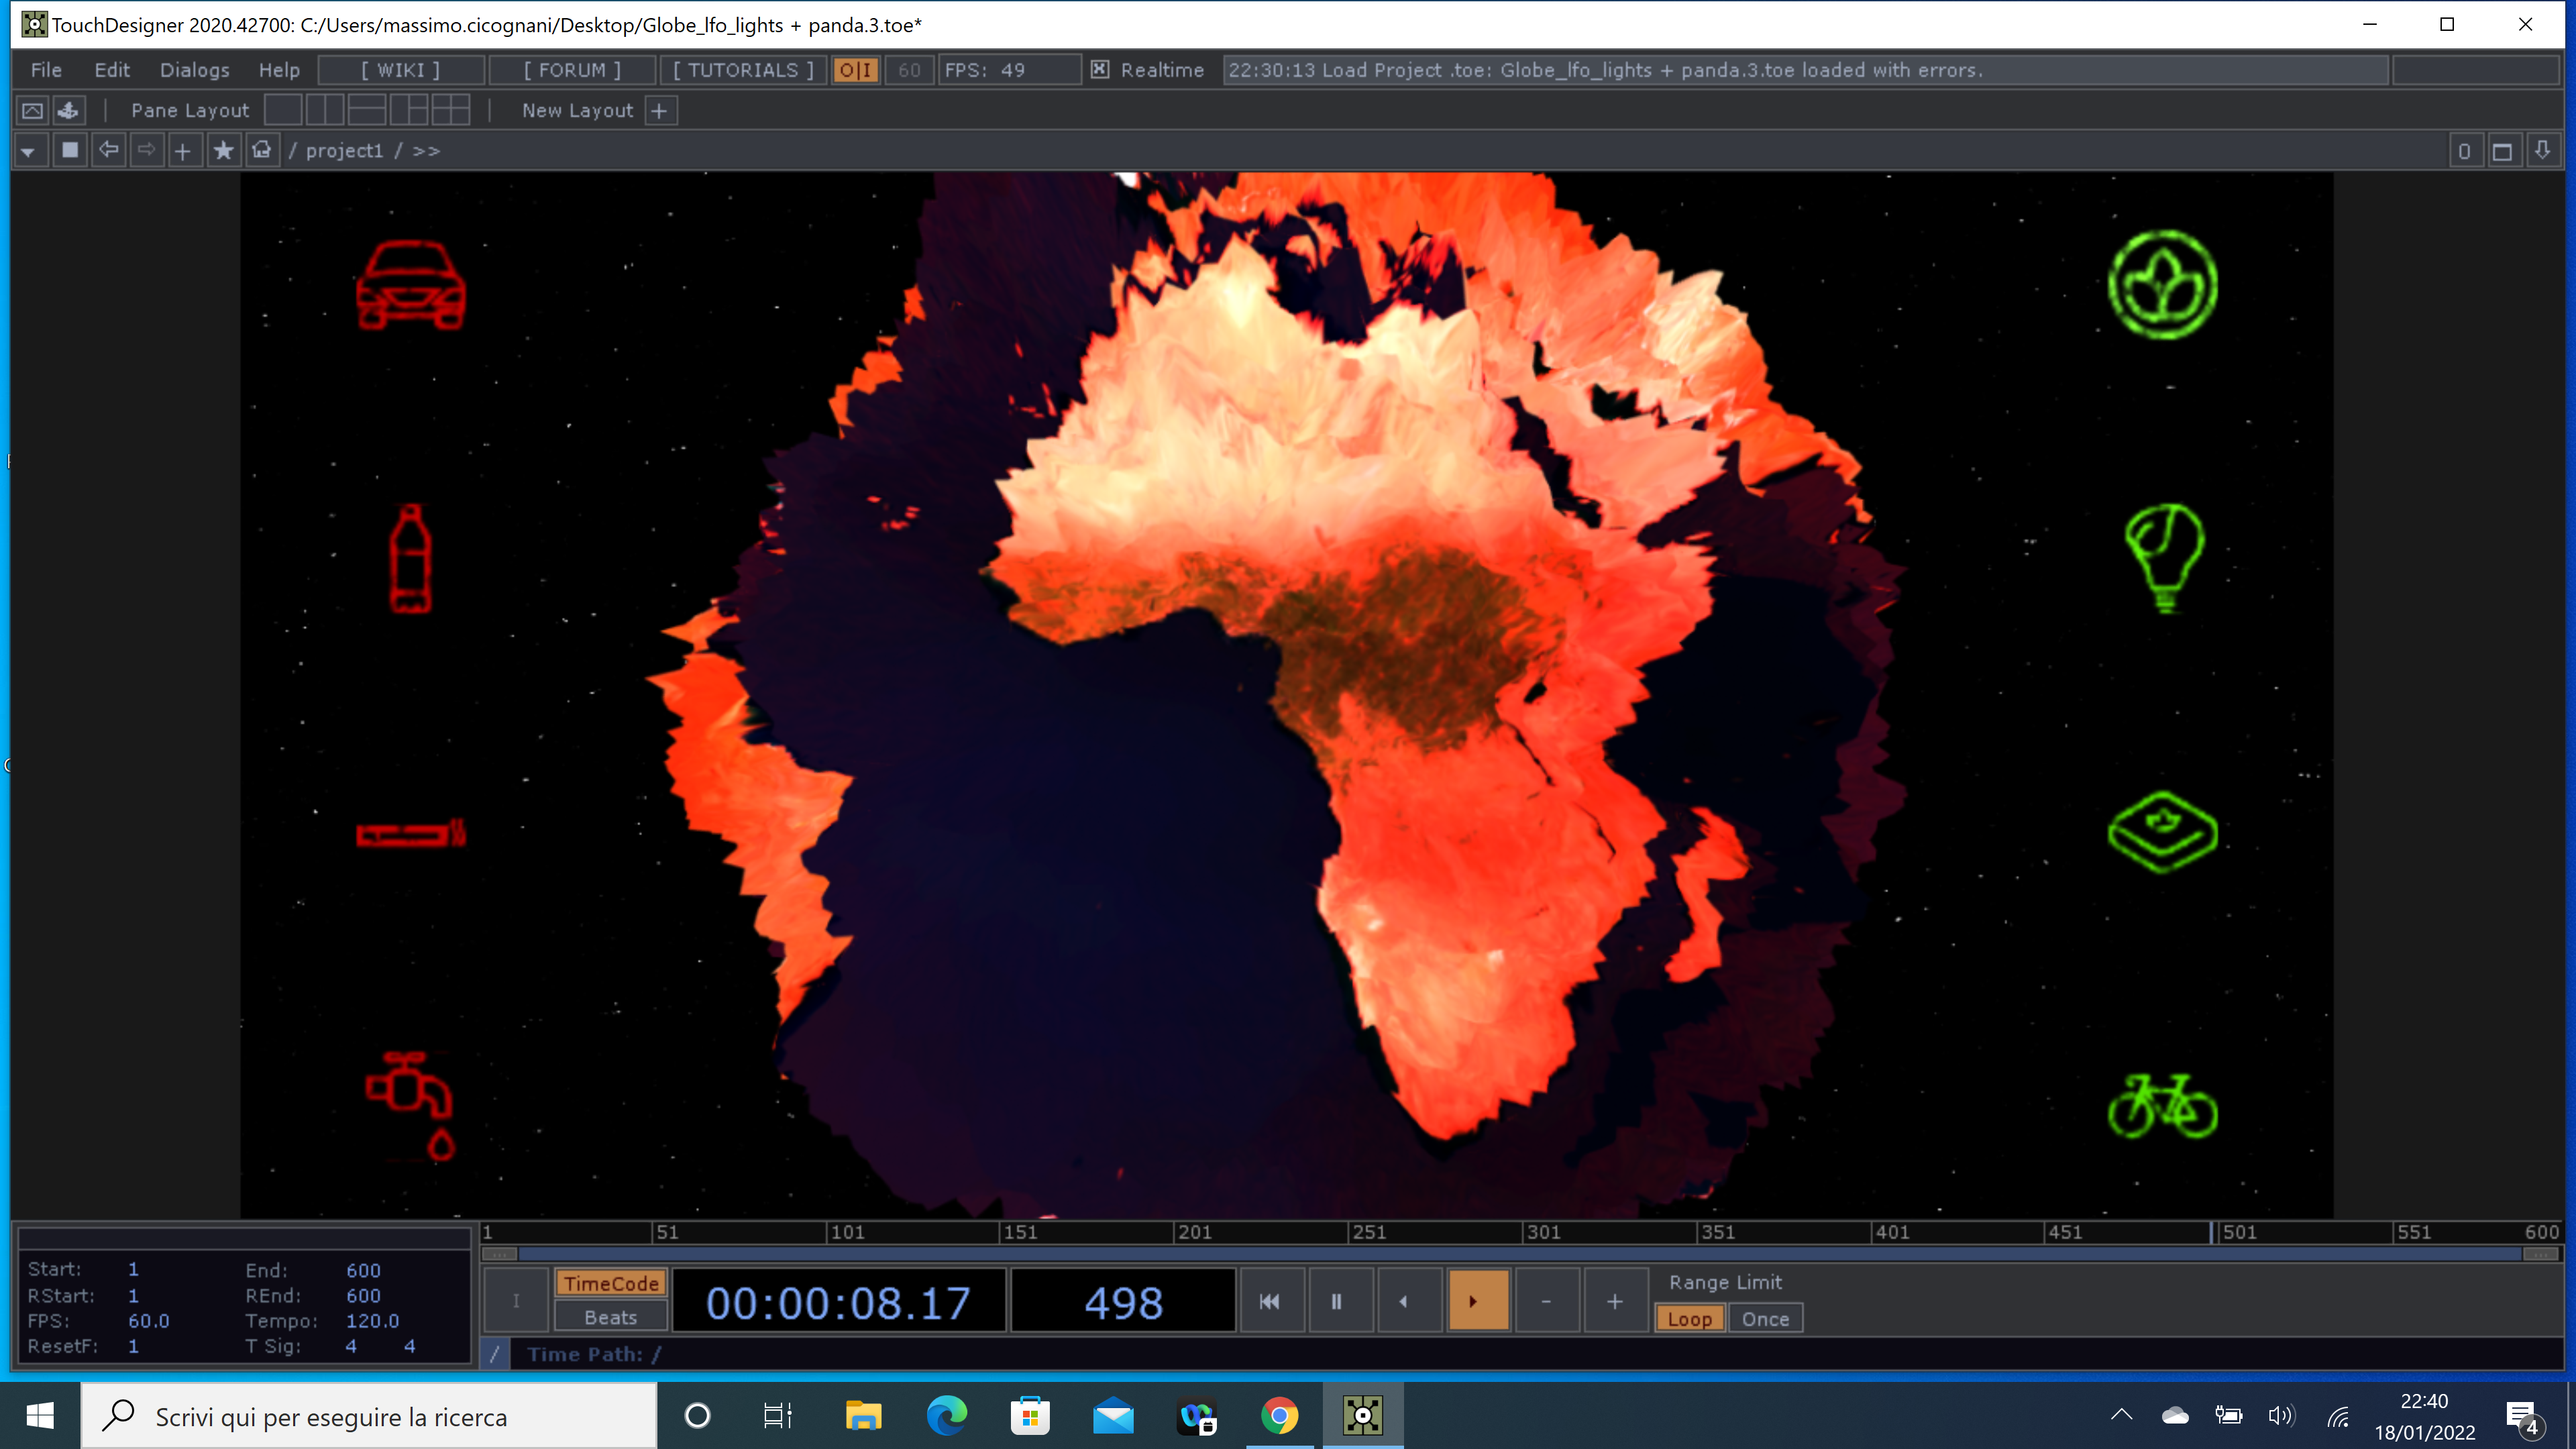 TouchDesigner 2020.42700: C:/Users/massimo.cicognani/Desktop/Globe_lfo_lights + panda.3.toe*
File Edit Dialogs Help [ WIKI ] [ FORUM ] [ TUTORIALS ] O|I 60 FPS: 49 Realtime 22:30:13 Load Project .toe: Globe_lfo_lights + panda.3.toe loaded with errors.
Pane Layout New Layout +
/ project1 / >> 0
1 51 101 151 201 251 301 351 401 451 501 551 600
Start: 1 End: 600
RStart: 1 REnd: 600
FPS: 60.0 Tempo: 120.0
ResetF: 1 T Sig: 4 4
I TimeCode Beats 00:00:08.17 498 - + Range Limit
Loop Once
/ Time Path: /
Scrivi qui per eseguire la ricerca
22:40
18/01/2022
4